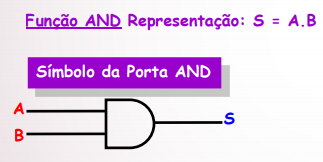 Função AND Representação: S = A.B
Símbolo da Porta AND
A
S
B